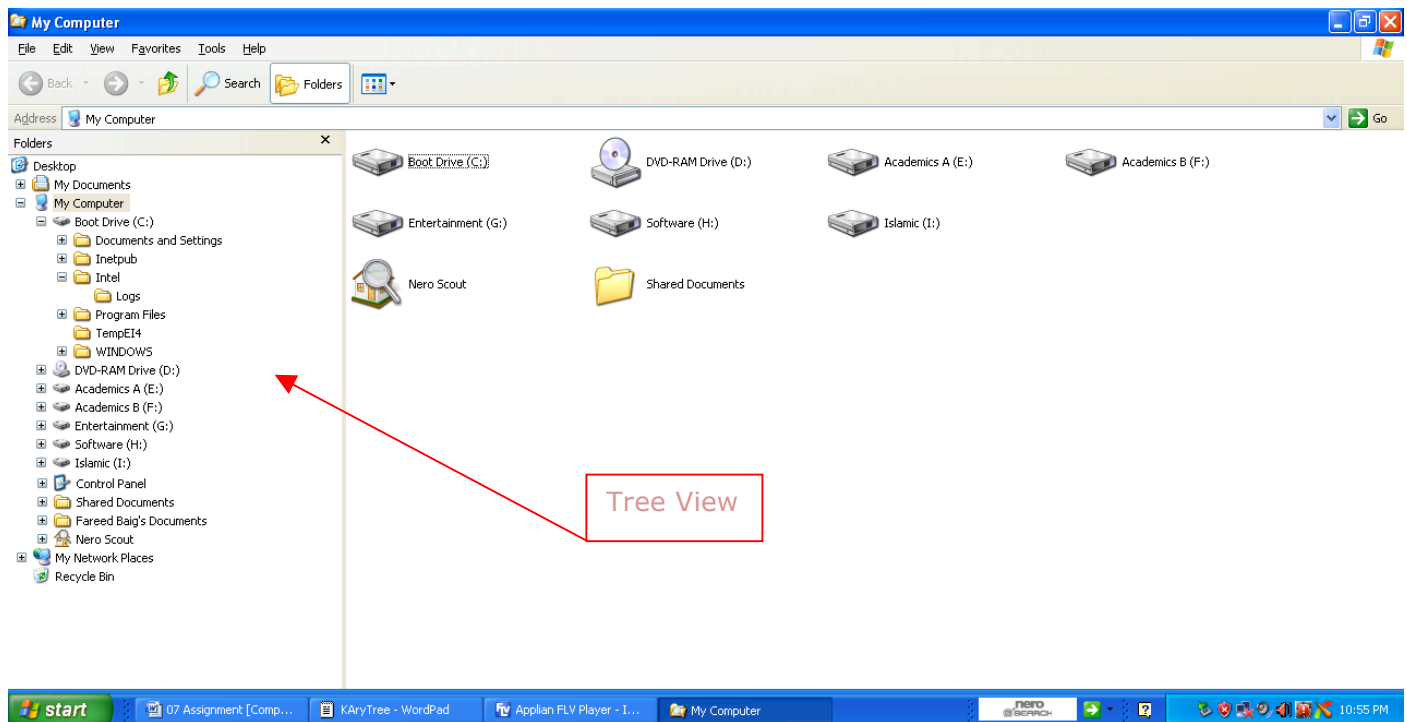 My Computer
File Edit View Favorites Tools Help
Back Search Folders
Address My Computer Go
Folders
Desktop
My Documents
My Computer
Boot Drive (C:)
Documents and Settings
Inetpub
Intel
Logs
Program Files
TempEI4
WINDOWS
DVD-RAM Drive (D:)
Academics A (E:)
Academics B (F:)
Entertainment (G:)
Software (H:)
Islamic (I:)
Control Panel
Shared Documents
Fareed Baig's Documents
Nero Scout
My Network Places
Recycle Bin
Boot Drive (C:) DVD-RAM Drive (D:) Academics A (E:) Academics B (F:)
Entertainment (G:) Software (H:) Islamic (I:)
Nero Scout Shared Documents
Tree View
start 07 Assignment [Comp... KAryTree - WordPad Applian FLV Player - I... My Computer nero SEARCH 10:55 PM